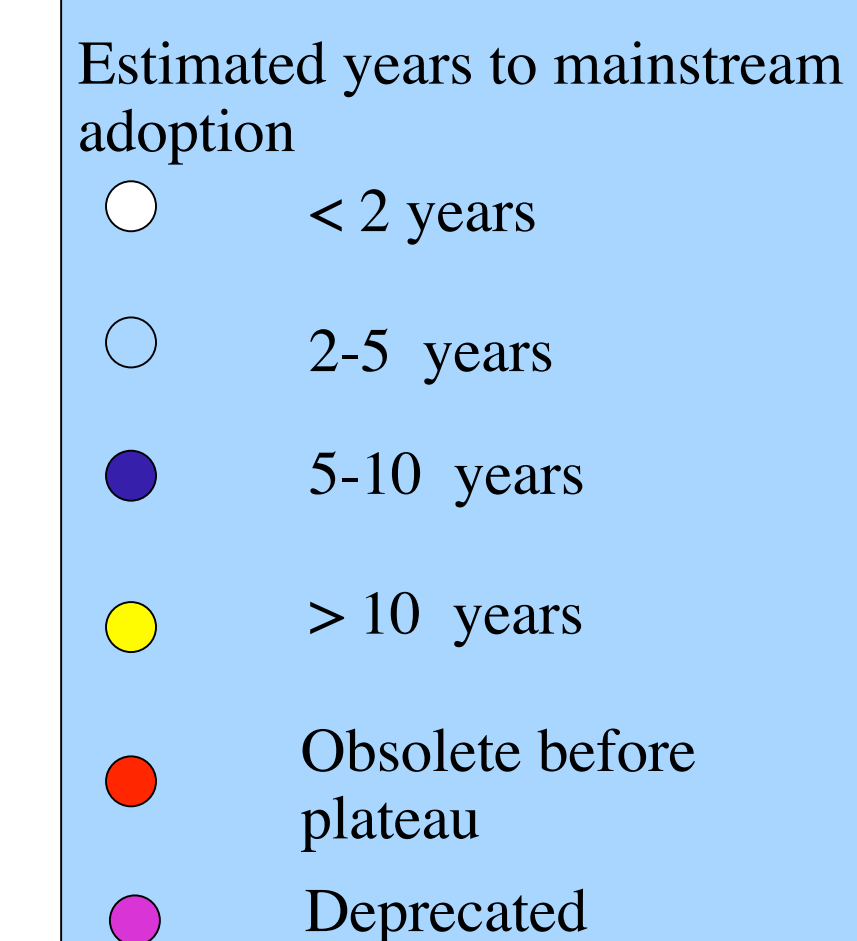 Estimated years to mainstream
adoption
< 2 years
2-5 years
5-10 years
> 10 years
Obsolete before
plateau
Deprecated